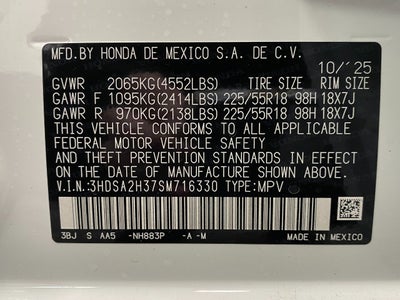 MFD.BY HONDA DE MEXICO S.A. DE C.V.
10/´25
GVWR 2065KG(4552LBS) TIRE SIZE RIM SIZE
GAWR F 1095KG(2414LBS) 225/55R18 98H 18X7J
GAWR R 970KG(2138LBS) 225/55R18 98H 18X7J
THIS VEHICLE CONFORMS TO ALL APPLICABLE
FEDERAL MOTOR VEHICLE SAFETY
AND THEFT PREVENTION STANDARDS IN EFFECT
ON THE DATE OF MANUFACTURE SHOWN ABOVE.
V.I.N:3HDSA2H37SM716330 TYPE:MPV
3BJ S AA5 -NH883P -A -M
MADE IN MEXICO